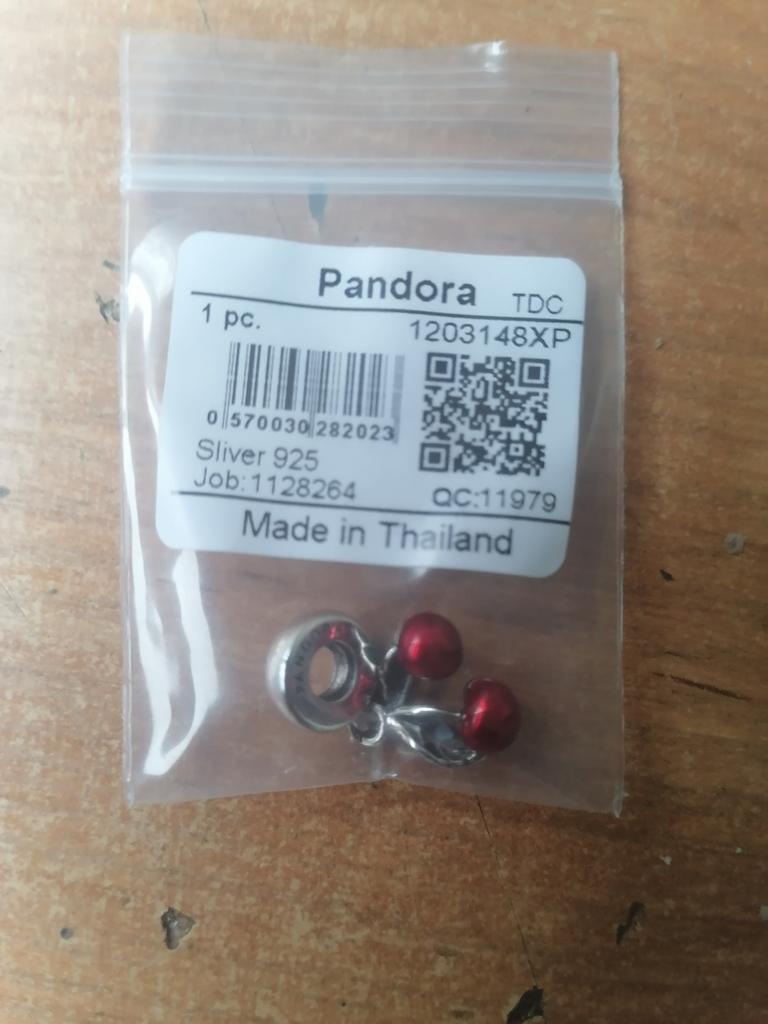 Pandora TDC
1 pc. 1203148XP
0 570030 282023
Sliver 925
Job:1128264 QC:11979
Made in Thailand